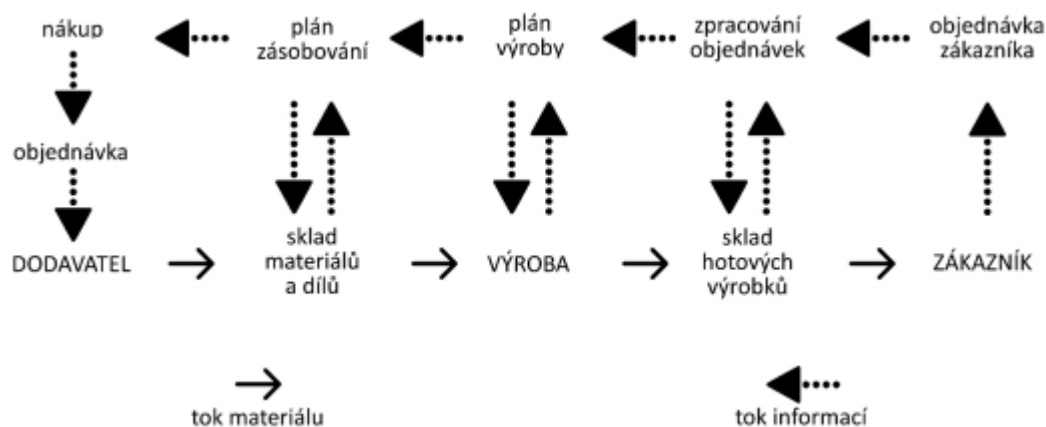 nákup
plán
zásobování
plán
výroby
zpracování
objednávek
objednávka
zákazníka
objednávka
DODAVATEL
sklad
materiálů
a dílů
VÝROBA
sklad
hotových
výrobků
ZÁKAZNÍK
tok materiálu
tok informací